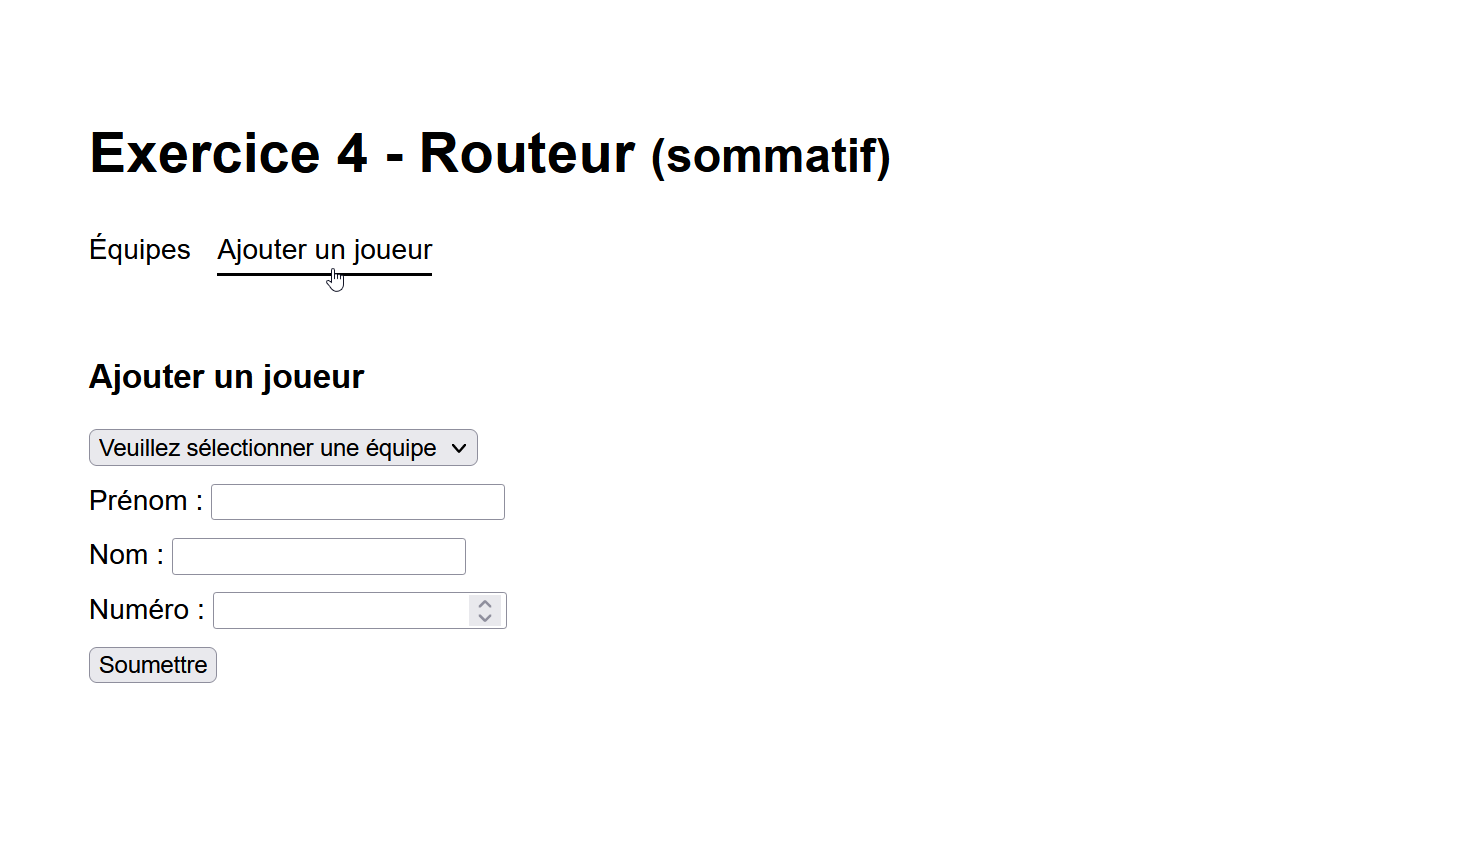 Exercice 4 - Routeur (sommatif)
Équipes Ajouter un joueur
Ajouter un joueur
Veuillez sélectionner une équipe
Prénom :
Nom :
Numéro :
Soumettre